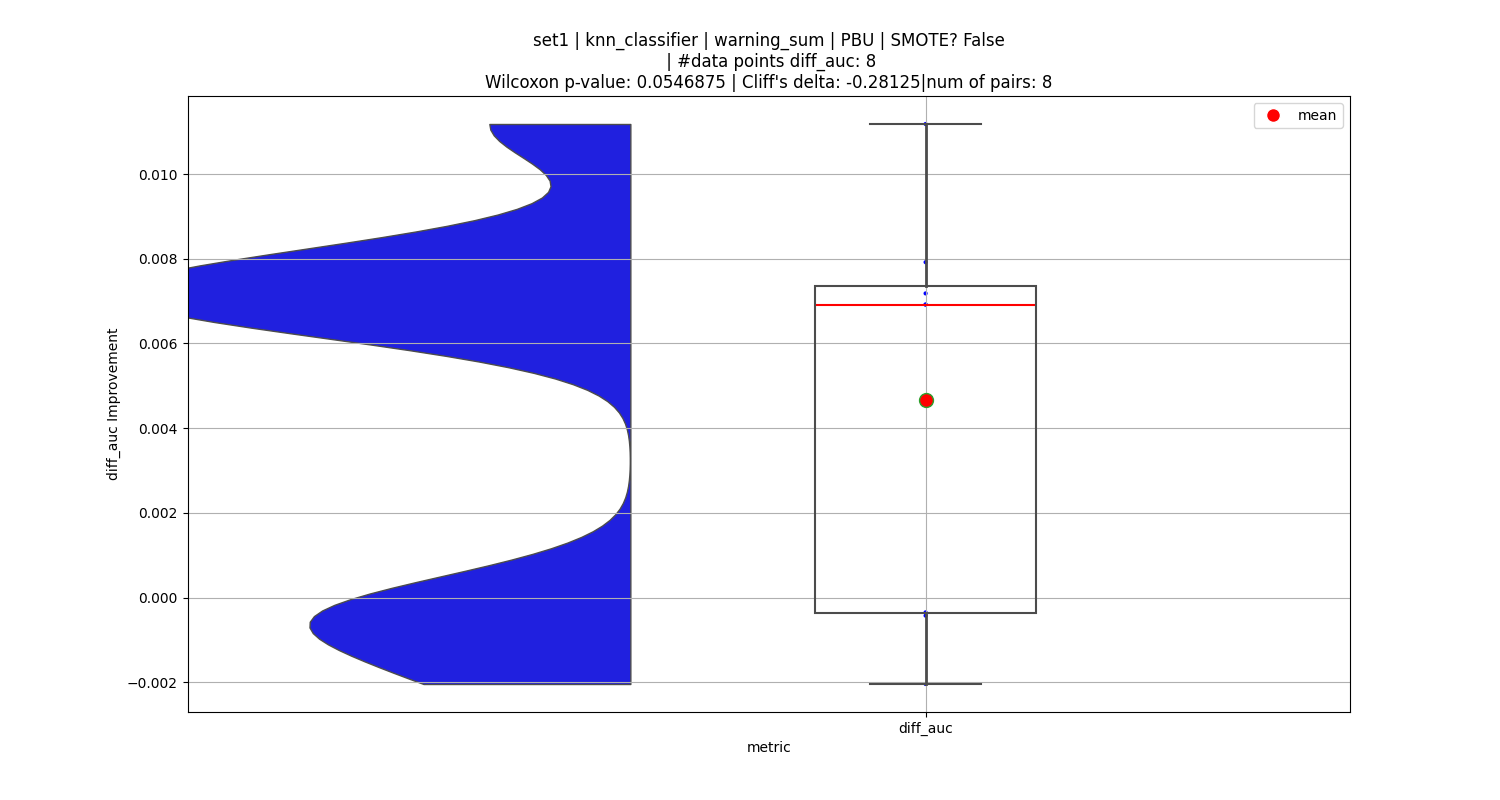 set1 | knn_classifier | warning_sum | PBU | SMOTE? False
| #data points diff_auc: 8
Wilcoxon p-value: 0.0546875 | Cliff's delta: -0.28125|num of pairs: 8
mean
0.010
0.008
0.006
0.004
0.002
0.000
−0.002
diff_auc Improvement
diff_auc
metric